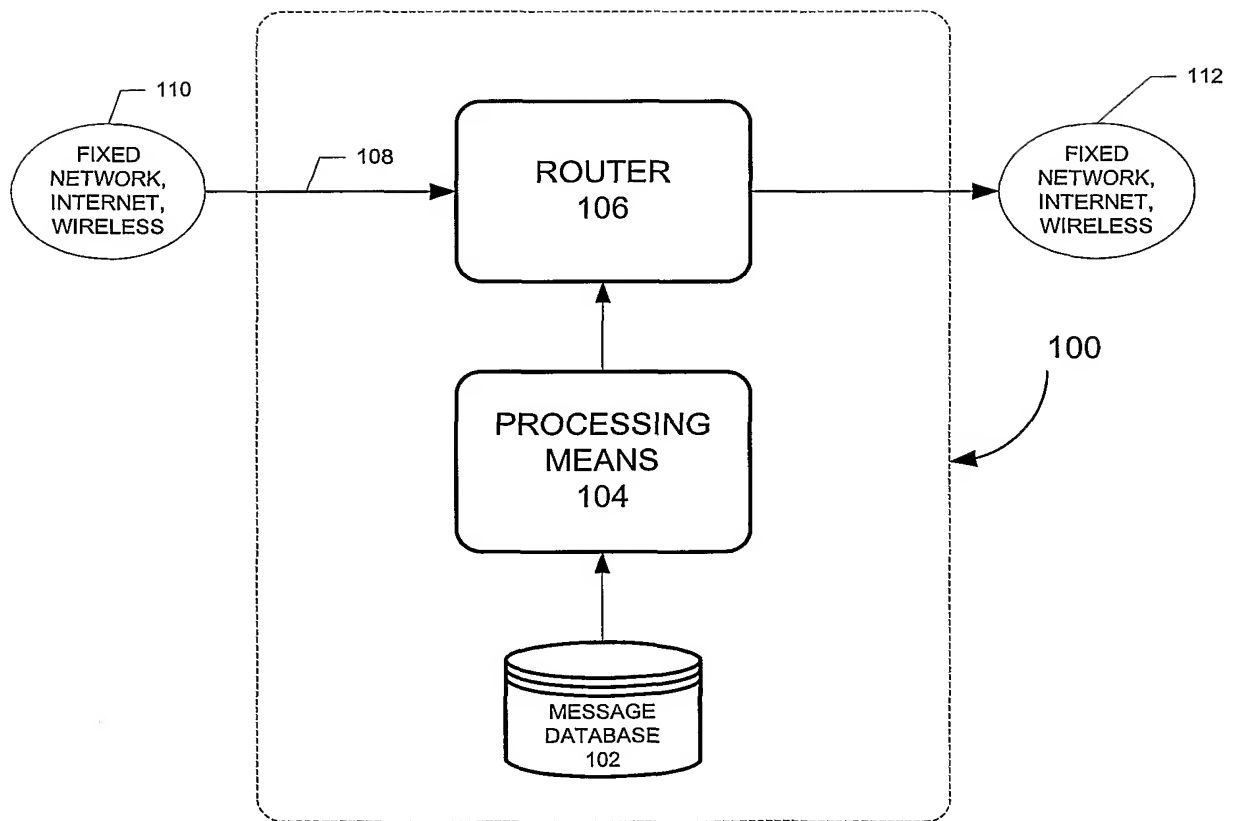 110
FIXED
NETWORK,
INTERNET,
WIRELESS
108
ROUTER
106
112
FIXED
NETWORK,
INTERNET,
WIRELESS
100
PROCESSING
MEANS
104
MESSAGE
DATABASE
102